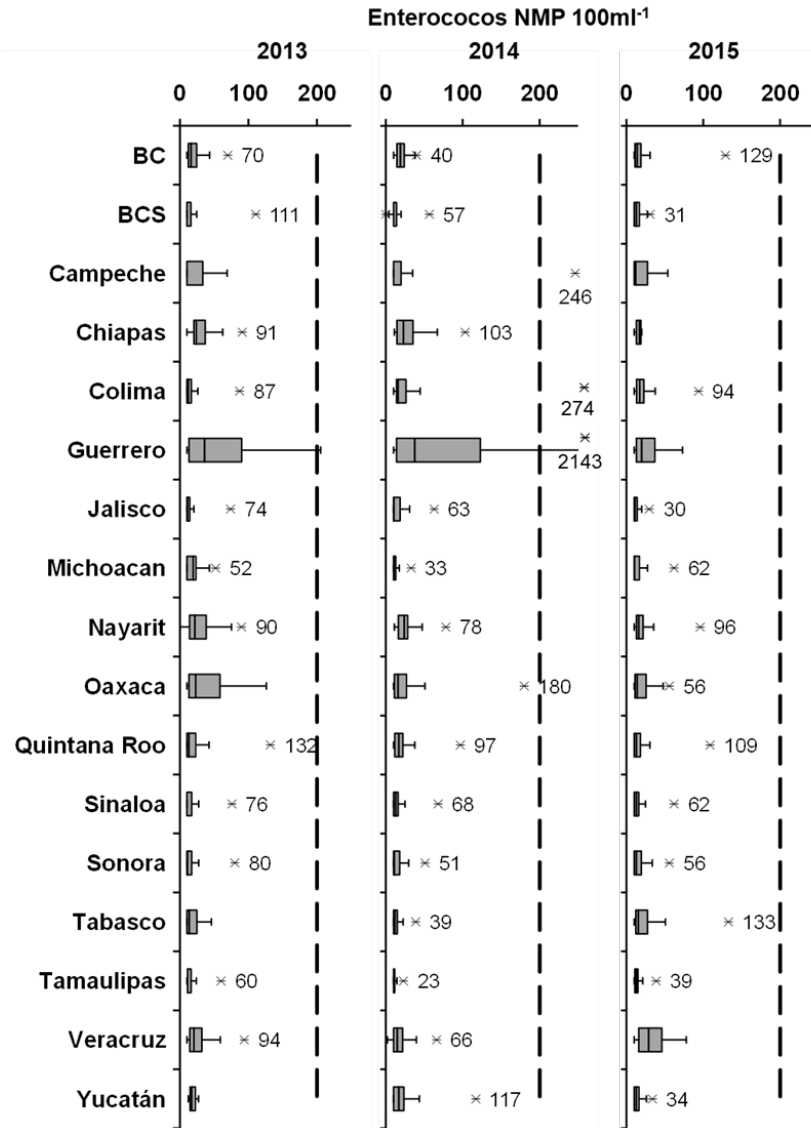 Enterococos NMP 100ml-1
2013 2014 2015
0 100 200 0 100 200 0 100 200
BC 70 40 129
BCS 111 57 31
Campeche 246
Chiapas 91 103
Colima 87 274 94
Guerrero 2143
Jalisco 74 63 30
Michoacan 52 33 62
Nayarit 90 78 96
Oaxaca 180 56
Quintana Roo 132 97 109
Sinaloa 76 68 62
Sonora 80 51 56
Tabasco 39 133
Tamaulipas 60 23 39
Veracruz 94 66
Yucatán 117 34